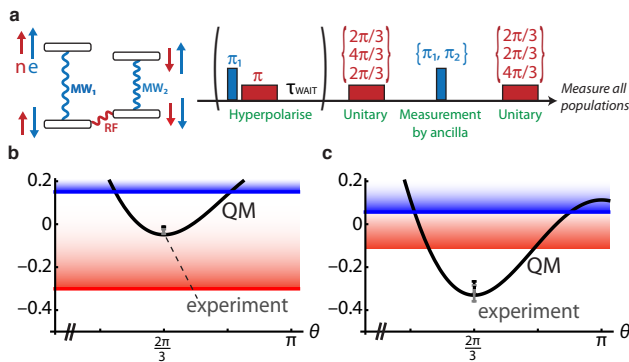 a
n e
MW₁
MW₂
RF
π₁
π
τWAIT
Hyperpolarise
2π/3
4π/3
2π/3
Unitary
{π₁, π₂}
Measurement
by ancilla
2π/3
2π/3
4π/3
Unitary
Measure all
populations
b
0.2
0
−0.2
−0.4
QM
experiment
2π
3
π
θ
c
0.2
0
−0.2
−0.4
QM
experiment
2π
3
π
θ